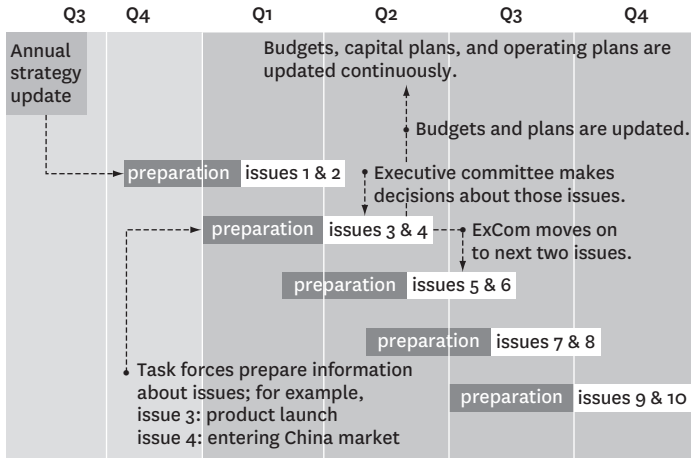 Q3 Q4 Q1 Q2 Q3 Q4
Annual
strategy
update
Budgets, capital plans, and operating plans are
updated continuously.
Budgets and plans are updated.
preparation issues 1 & 2
Executive committee makes
decisions about those issues.
preparation issues 3 & 4
ExCom moves on
to next two issues.
preparation issues 5 & 6
preparation issues 7 & 8
Task forces prepare information
about issues; for example,
issue 3: product launch
issue 4: entering China market
preparation issues 9 & 10